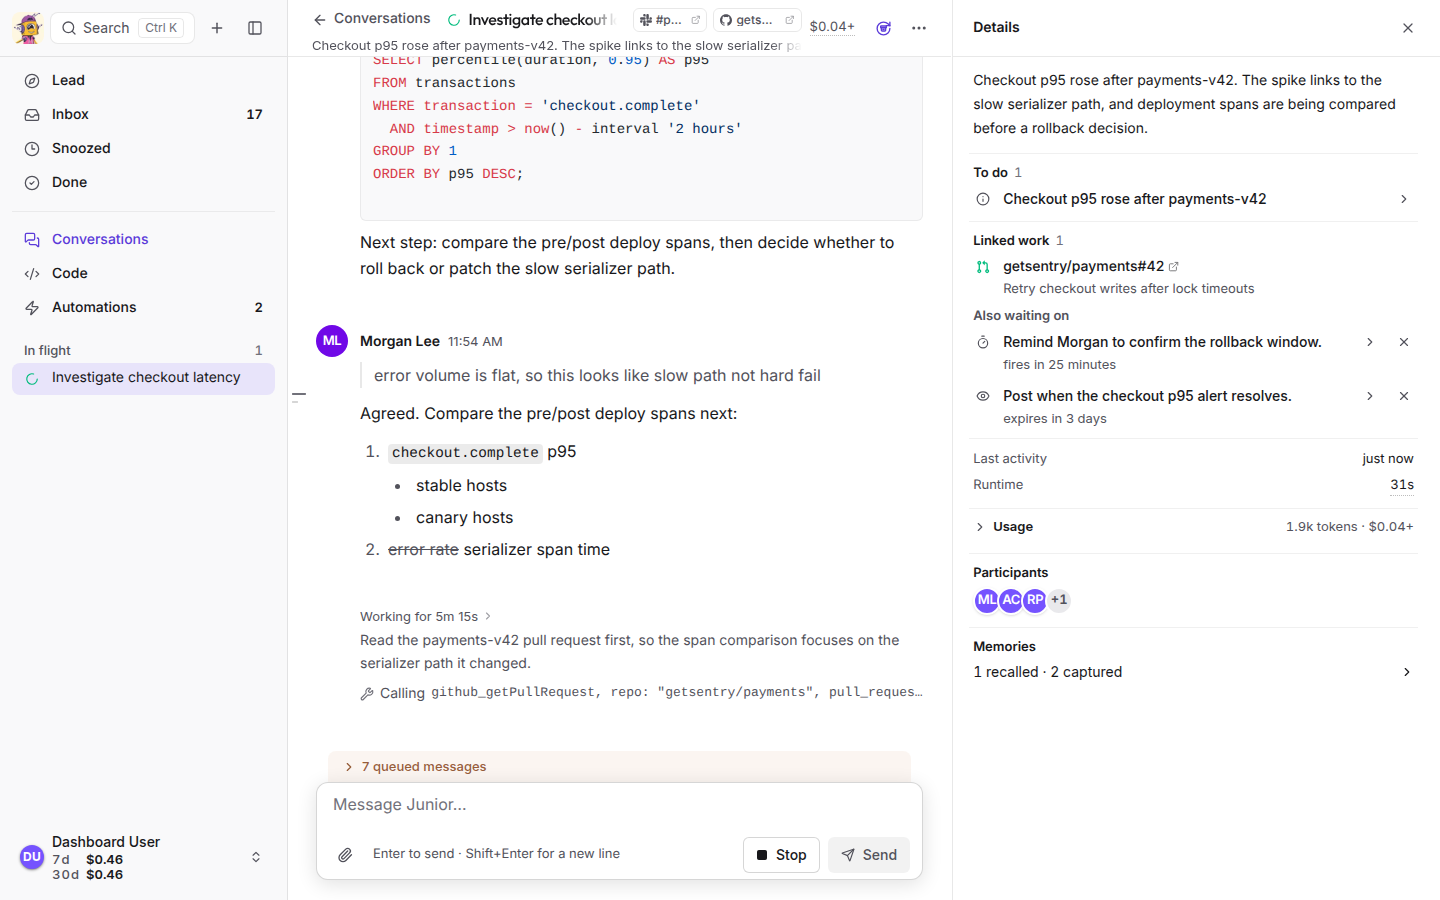 Search Ctrl K
Lead
Inbox 17
Snoozed
Done
Conversations
Code
Automations 2
In flight 1
Investigate checkout latency
DU Dashboard User
7d $0.46
30d $0.46
Conversations Investigate checkout #p... gets... $0.04+
Checkout p95 rose after payments-v42. The spike links to the slow serializer pa
SELECT percentile(duration, 0.95) AS p95
FROM transactions
WHERE transaction = 'checkout.complete'
AND timestamp > now() - interval '2 hours'
GROUP BY 1
ORDER BY p95 DESC;
Next step: compare the pre/post deploy spans, then decide whether to
roll back or patch the slow serializer path.
ML Morgan Lee 11:54 AM
error volume is flat, so this looks like slow path not hard fail
Agreed. Compare the pre/post deploy spans next:
1. checkout.complete p95
• stable hosts
• canary hosts
2. error rate serializer span time
Working for 5m 15s
Read the payments-v42 pull request first, so the span comparison focuses on the
serializer path it changed.
Calling github_getPullRequest, repo: "getsentry/payments", pull_reques…
7 queued messages
Message Junior...
Enter to send · Shift+Enter for a new line Stop Send
Details
Checkout p95 rose after payments-v42. The spike links to the
slow serializer path, and deployment spans are being compared
before a rollback decision.
To do 1
Checkout p95 rose after payments-v42
Linked work 1
getsentry/payments#42
Retry checkout writes after lock timeouts
Also waiting on
Remind Morgan to confirm the rollback window.
fires in 25 minutes
Post when the checkout p95 alert resolves.
expires in 3 days
Last activity just now
Runtime 31s
Usage 1.9k tokens · $0.04+
Participants
ML AC RP +1
Memories
1 recalled · 2 captured